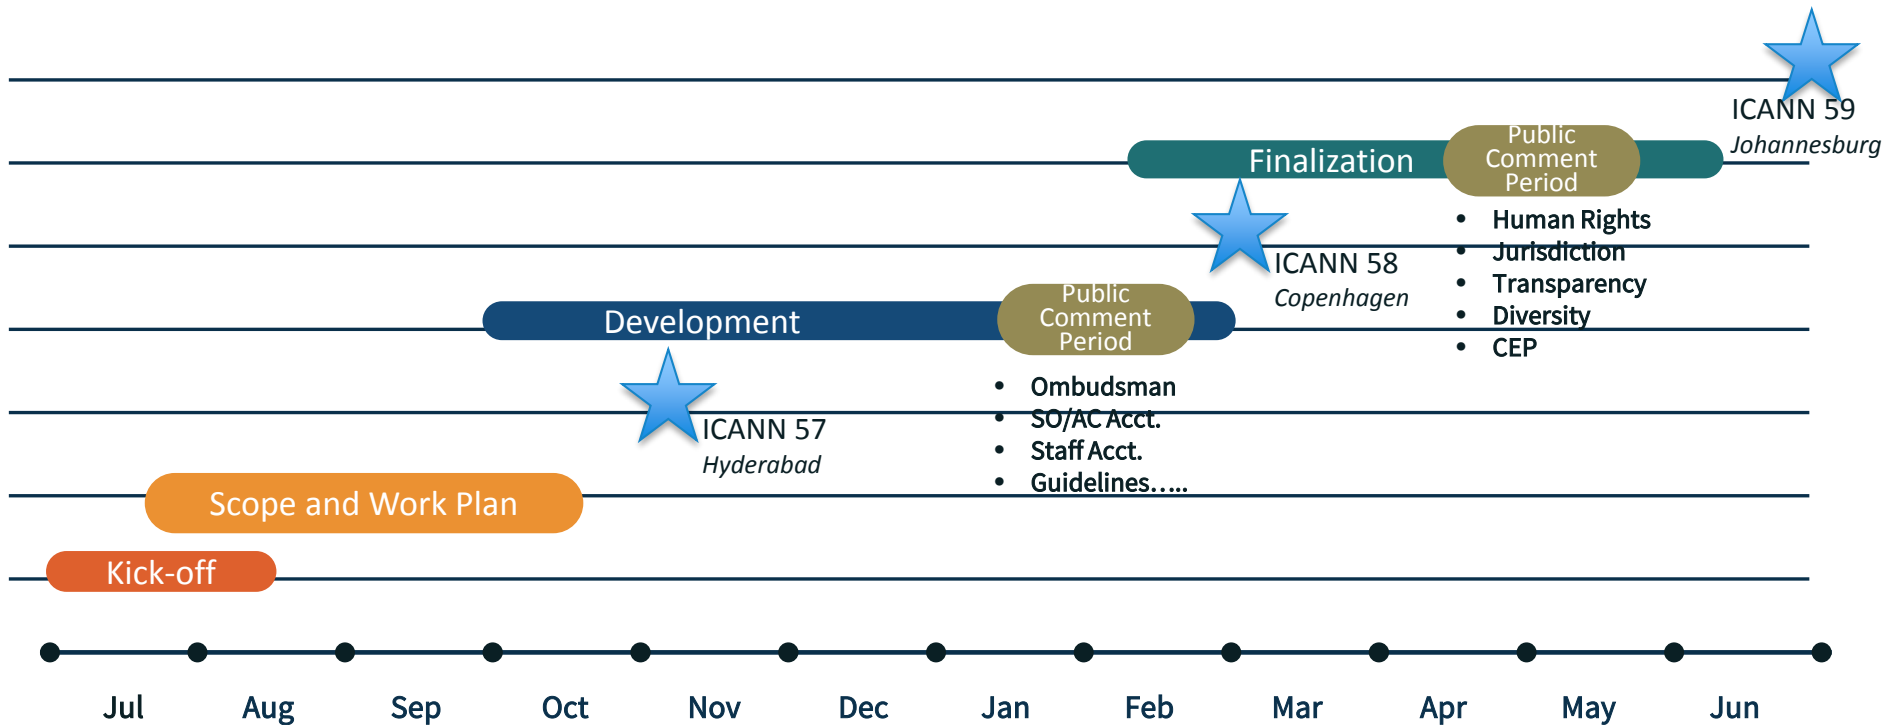 ICANN 59
Johannesburg
Finalization
Public
Comment
Period
• Human Rights
• Jurisdiction
• Transparency
• Diversity
• CEP
ICANN 58
Copenhagen
Development
Public
Comment
Period
• Ombudsman
• SO/AC Acct.
• Staff Acct.
• Guidelines…..
ICANN 57
Hyderabad
Scope and Work Plan
Kick-off
Jul Aug Sep Oct Nov Dec Jan Feb Mar Apr May Jun